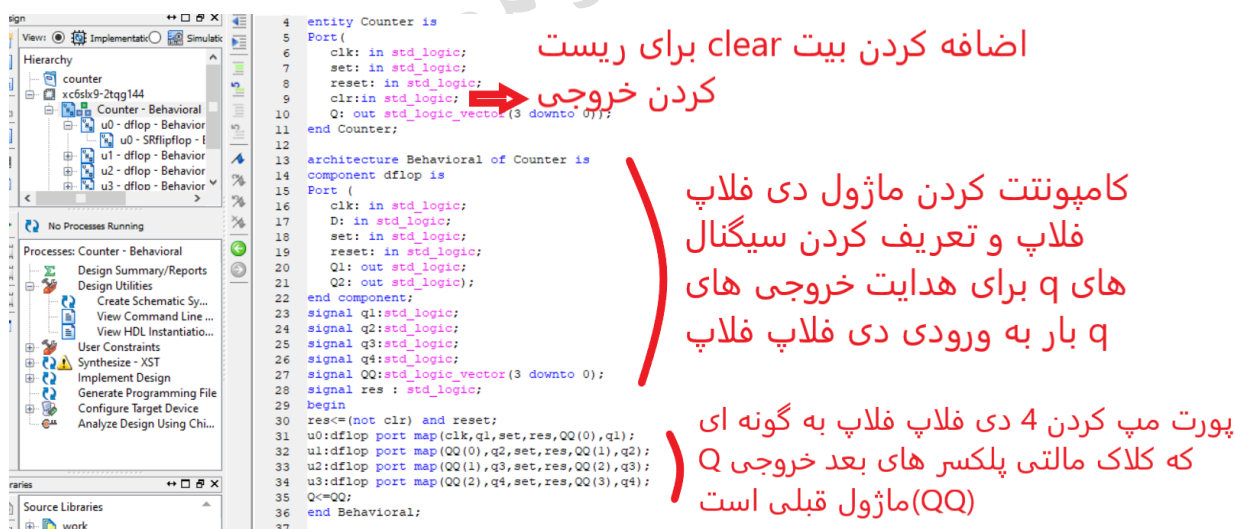 sign
View: Implementatic Simulatic
Hierarchy
counter
xc6slx9-2tqg144
Counter - Behavioral
u0 - dflop - Behavior
u0 - SRflipflop - E
u1 - dflop - Behavior
u2 - dflop - Behavior
u3 - dflop - Behavior
No Processes Running
Processes: Counter - Behavioral
Design Summary/Reports
Design Utilities
Create Schematic Sy...
View Command Line ...
View HDL Instantiatio...
User Constraints
Synthesize - XST
Implement Design
Generate Programming File
Configure Target Device
Analyze Design Using Chi...
raries
Source Libraries
work
4 entity Counter is
5 Port(
6 clk: in std_logic;
7 set: in std_logic;
8 reset: in std_logic;
9 clr:in std_logic;
10 Q: out std_logic_vector(3 downto 0));
11 end Counter;
12
13 architecture Behavioral of Counter is
14 component dflop is
15 Port (
16 clk: in std_logic;
17 D: in std_logic;
18 set: in std_logic;
19 reset: in std_logic;
20 Q1: out std_logic;
21 Q2: out std_logic);
22 end component;
23 signal q1:std_logic;
24 signal q2:std_logic;
25 signal q3:std_logic;
26 signal q4:std_logic;
27 signal QQ:std_logic_vector(3 downto 0);
28 signal res : std_logic;
29 begin
30 res<=(not clr) and reset;
31 u0:dflop port map(clk,q1,set,res,QQ(0),q1);
32 u1:dflop port map(QQ(0),q2,set,res,QQ(1),q2);
33 u2:dflop port map(QQ(1),q3,set,res,QQ(2),q3);
34 u3:dflop port map(QQ(2),q4,set,res,QQ(3),q4);
35 Q<=QQ;
36 end Behavioral;
37
اضافه کردن بیت clear برای ریست
کردن خروجی
کامپوننتت کردن ماژول دی فلاپ
فلاپ و تعریف کردن سیگنال
های q برای هدایت خروجی های
q بار به ورودی دی فلاپ فلاپ
پورت مپ کردن 4 دی فلاپ فلاپ به گونه ای
که کلاک مالتی پلکسر های بعد خروجی Q
(QQ)ماژول قبلی است